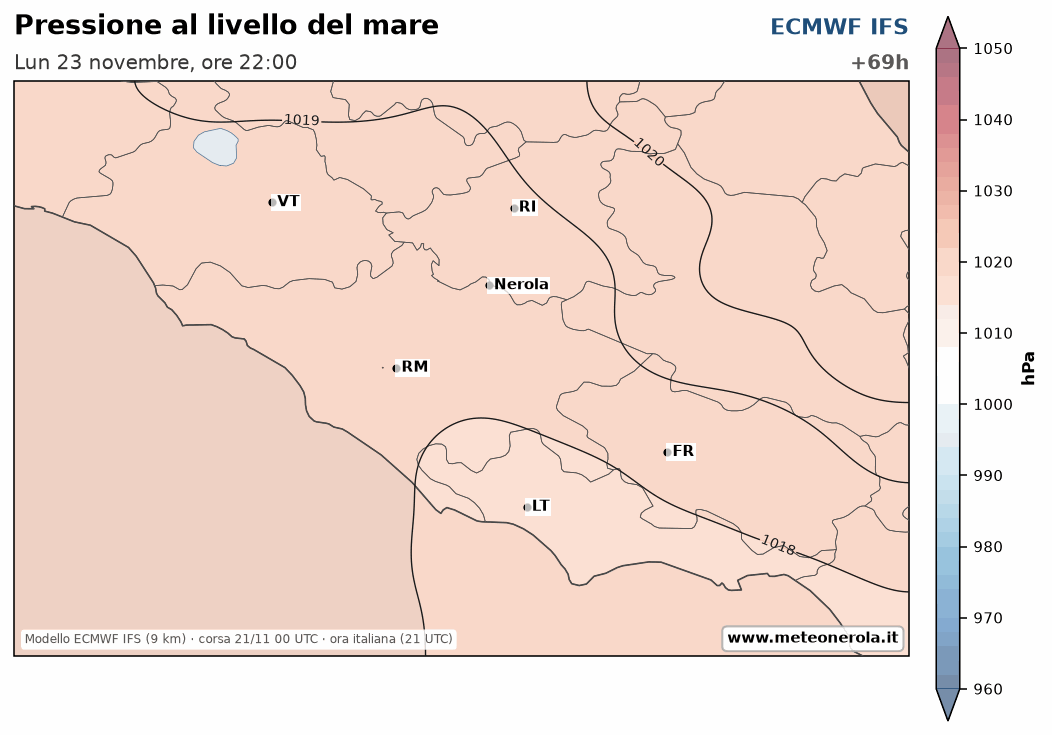 Pressione al livello del mare
ECMWF IFS
Lun 23 novembre, ore 22:00
+69h
1050
1040
1030
1020
1010
1000
990
980
970
960
hPa
1019
1020
VT
RI
Nerola
RM
FR
LT
1018
Modello ECMWF IFS (9 km) · corsa 21/11 00 UTC · ora italiana (21 UTC)
www.meteonerola.it